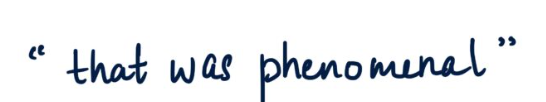 “ that was phenomenal ”